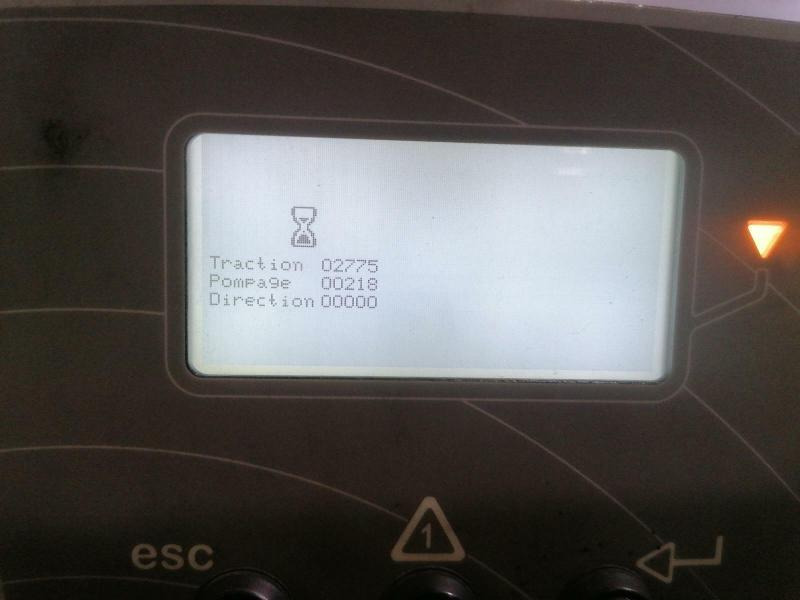 Traction 02775
Pompage 00218
Direction 00000
esc
1